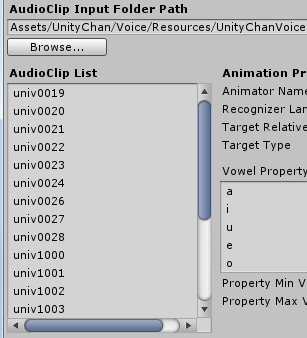 AudioClip Input Folder Path
Assets/UnityChan/Voice/Resources/UnityChanVoice
Browse...
AudioClip List
univ0019
univ0020
univ0021
univ0022
univ0023
univ0024
univ0026
univ0027
univ0028
univ1000
univ1001
univ1002
univ1003
Animation Pr
Animator Name
Recognizer Lan
Target Relative
Target Type
Vowel Property
a
i
u
e
o
Property Min V
Property Max V